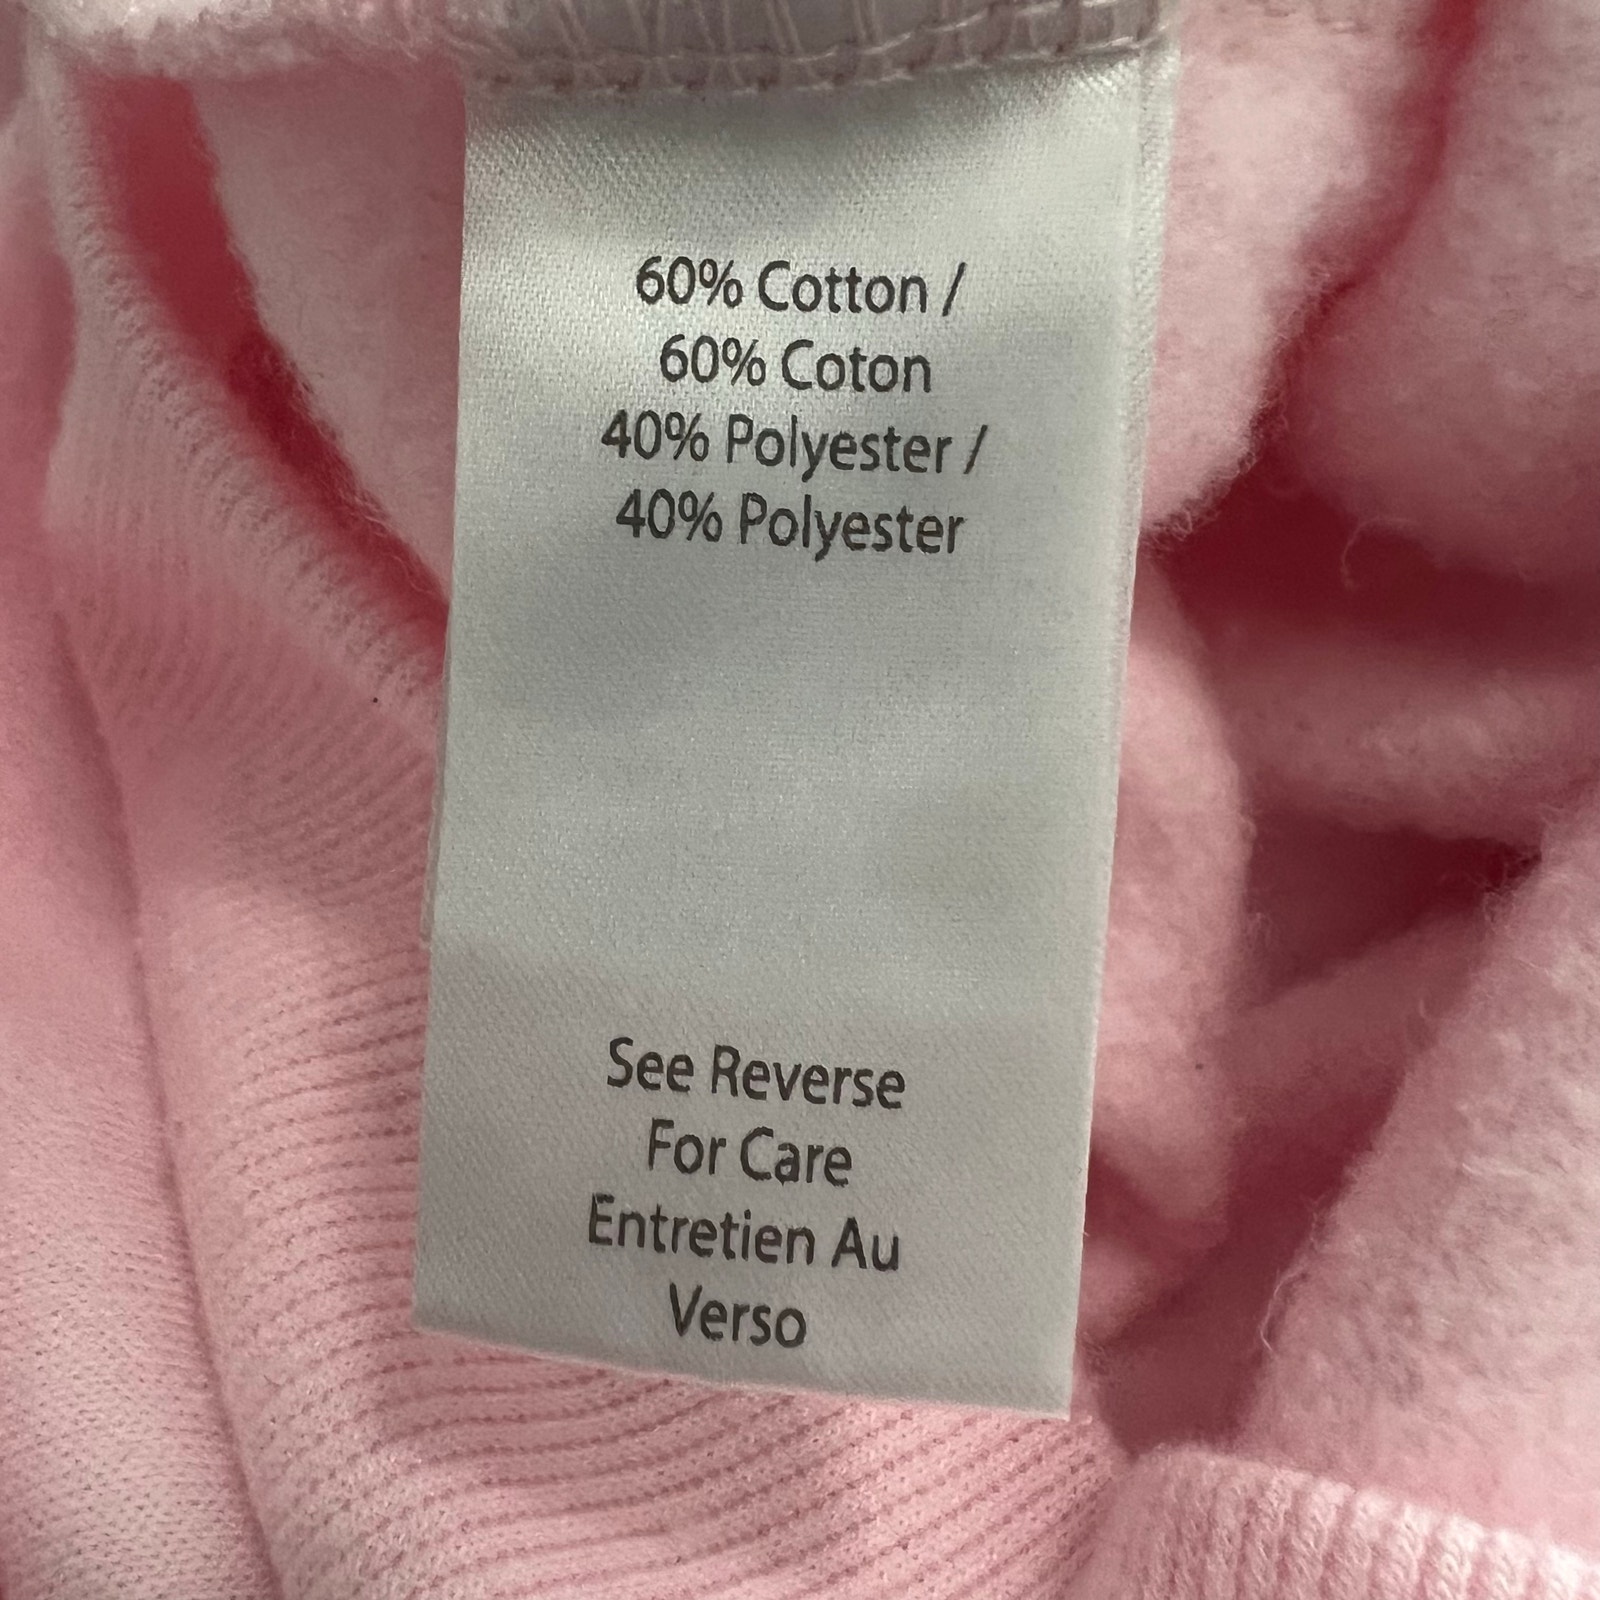 60% Cotton /
60% Coton
40% Polyester /
40% Polyester
See Reverse
For Care
Entretien Au
Verso